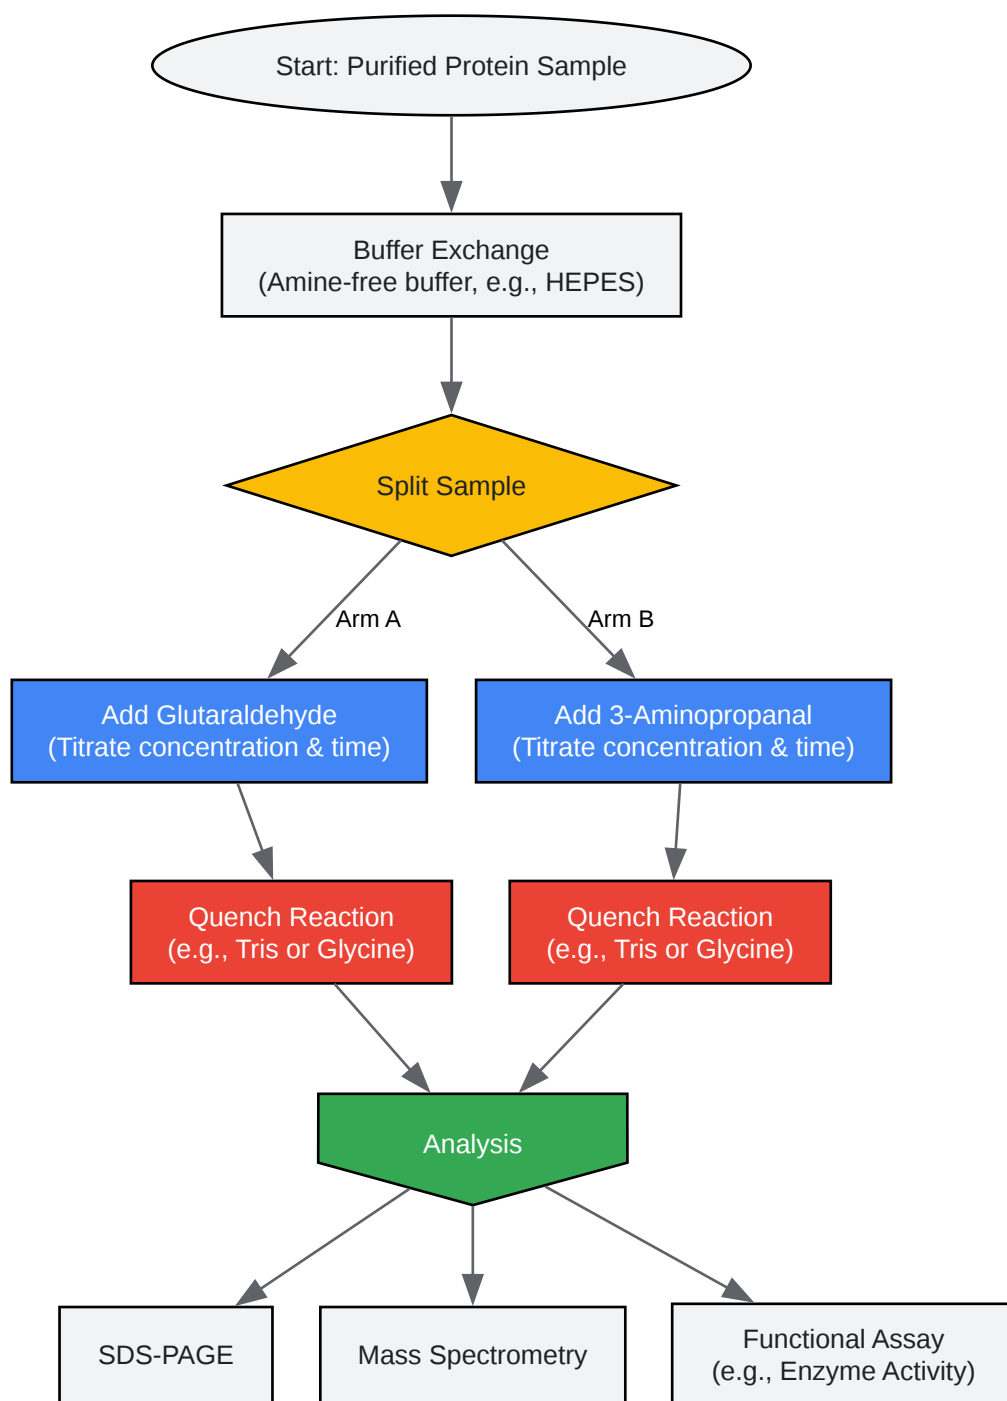 Start: Purified Protein Sample
Buffer Exchange
(Amine-free buffer, e.g., HEPES)
Split Sample
Arm A
Arm B
Add Glutaraldehyde
(Titrate concentration & time)
Add 3-Aminopropanal
(Titrate concentration & time)
Quench Reaction
(e.g., Tris or Glycine)
Quench Reaction
(e.g., Tris or Glycine)
Analysis
SDS-PAGE
Mass Spectrometry
Functional Assay
(e.g., Enzyme Activity)